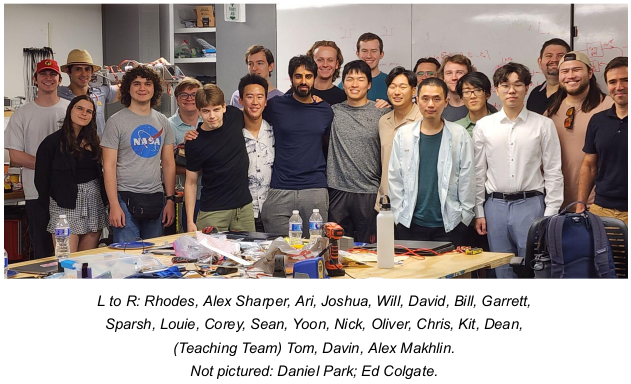 NASA
L to R: Rhodes, Alex Sharper, Ari, Joshua, Will, David, Bill, Garrett,
Sparsh, Louie, Corey, Sean, Yoon, Nick, Oliver, Chris, Kit, Dean,
(Teaching Team) Tom, Davin, Alex Makhlin.
Not pictured: Daniel Park; Ed Colgate.